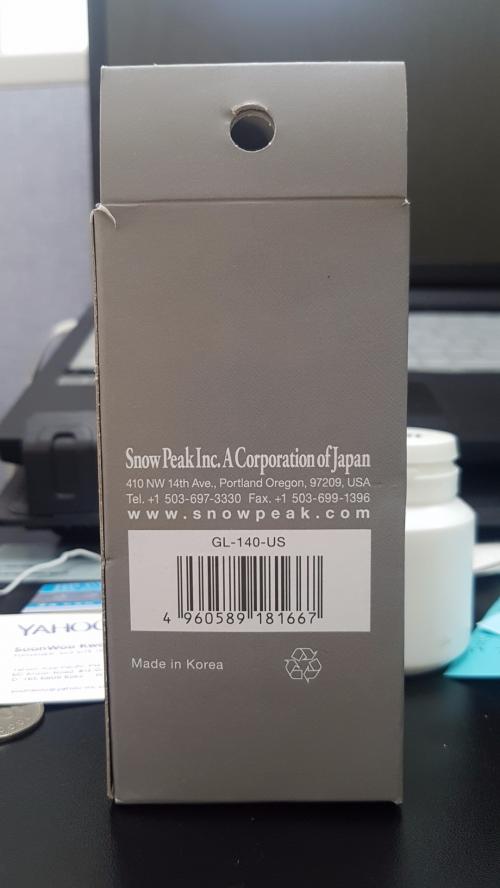 Snow Peak Inc. A Corporation of Japan
410 NW 14th Ave., Portland Oregon, 97209, USA
Tel. +1 503-697-3330 Fax. +1 503-699-1396
www.snowpeak.com
GL-140-US
4 960589 181667
Made in Korea
YAHOO